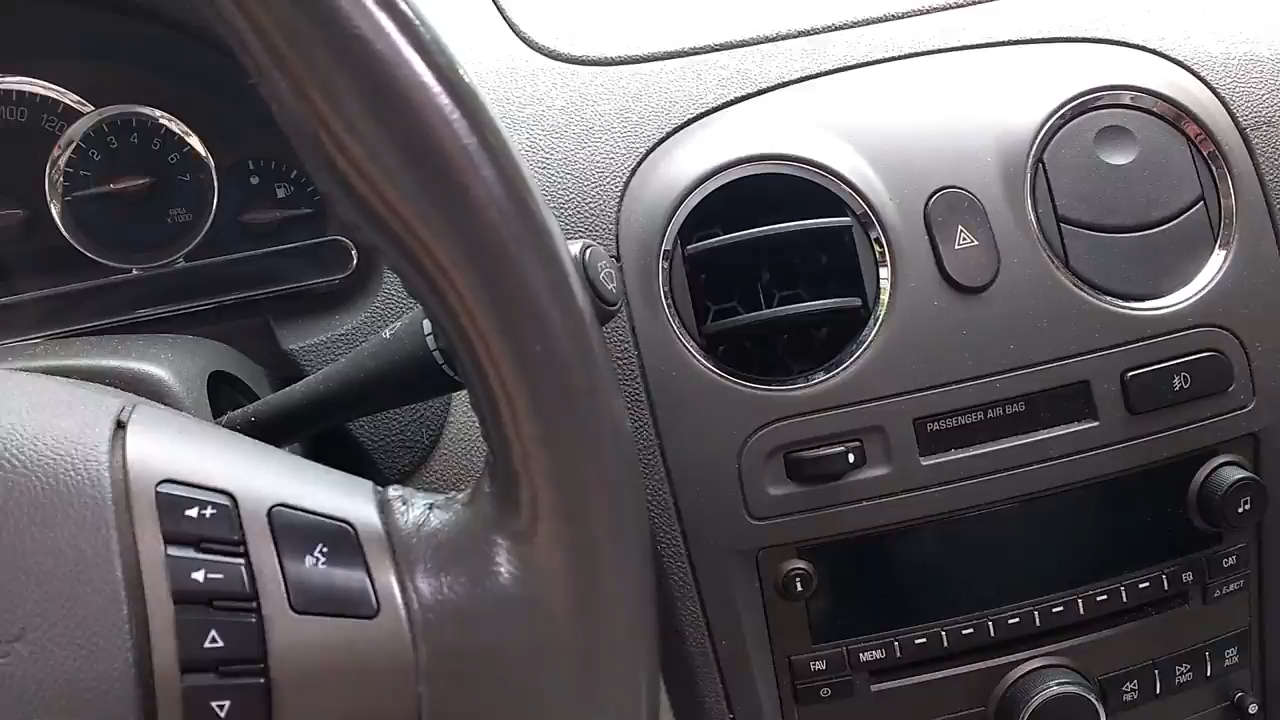 100
120
1
2
3
4
5
6
7
RPM
X 1000
PASSENGER AIR BAG
i
CAT
EQ
EJECT
FAV
MENU
REV
FWD
CD/
AUX